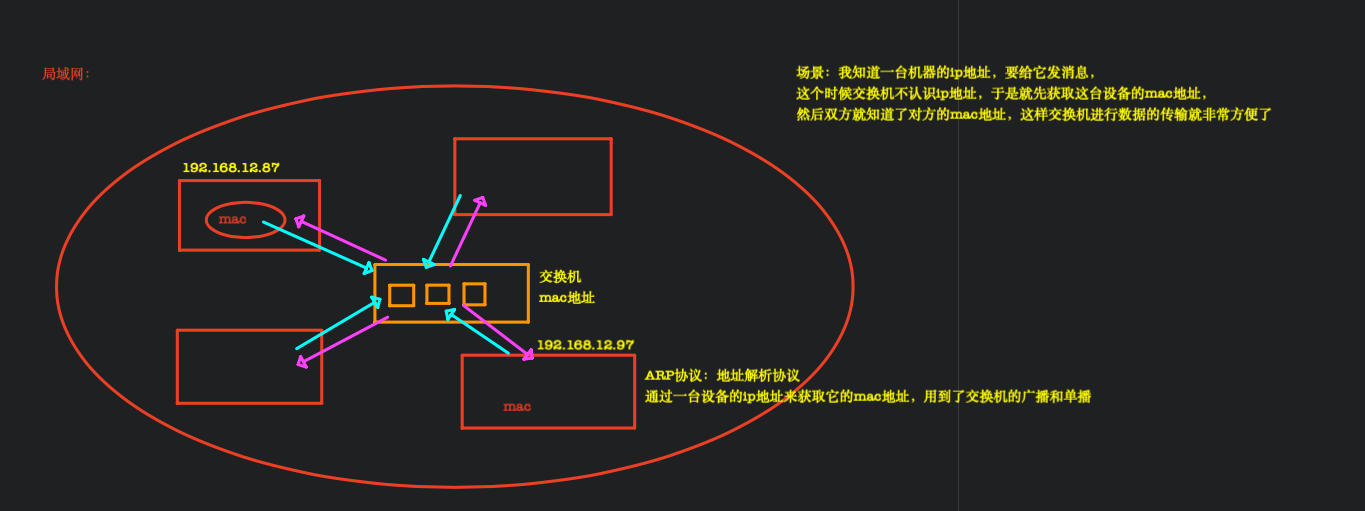 局域网：
场景：我知道一台机器的ip地址，要给它发消息，
这个时候交换机不认识ip地址，于是就先获取这台设备的mac地址，
然后双方就知道了对方的mac地址，这样交换机进行数据的传输就非常方便了
192.168.12.87
mac
交换机
mac地址
192.168.12.97
mac
ARP协议：地址解析协议
通过一台设备的ip地址来获取它的mac地址，用到了交换机的广播和单播